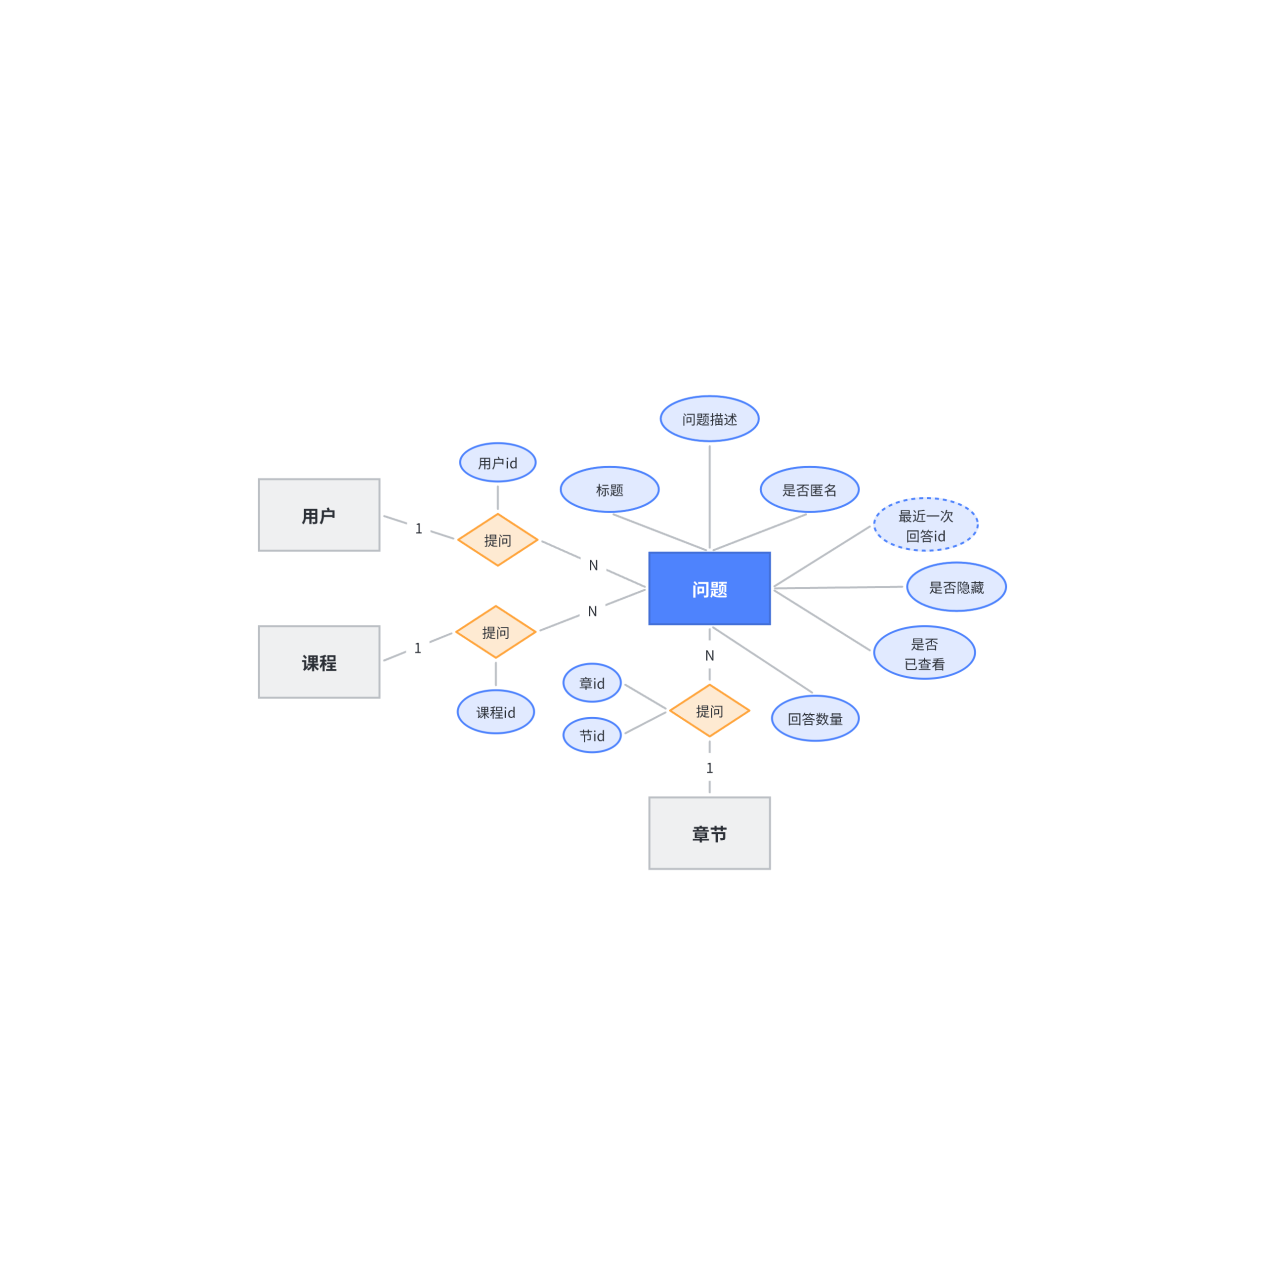 问题描述
用户id
标题
是否匿名
最近一次
回答id
用户
1
提问
N
问题
是否隐藏
课程
1
提问
N
是否
已查看
N
章id
课程id
节id
提问
回答数量
1
章节